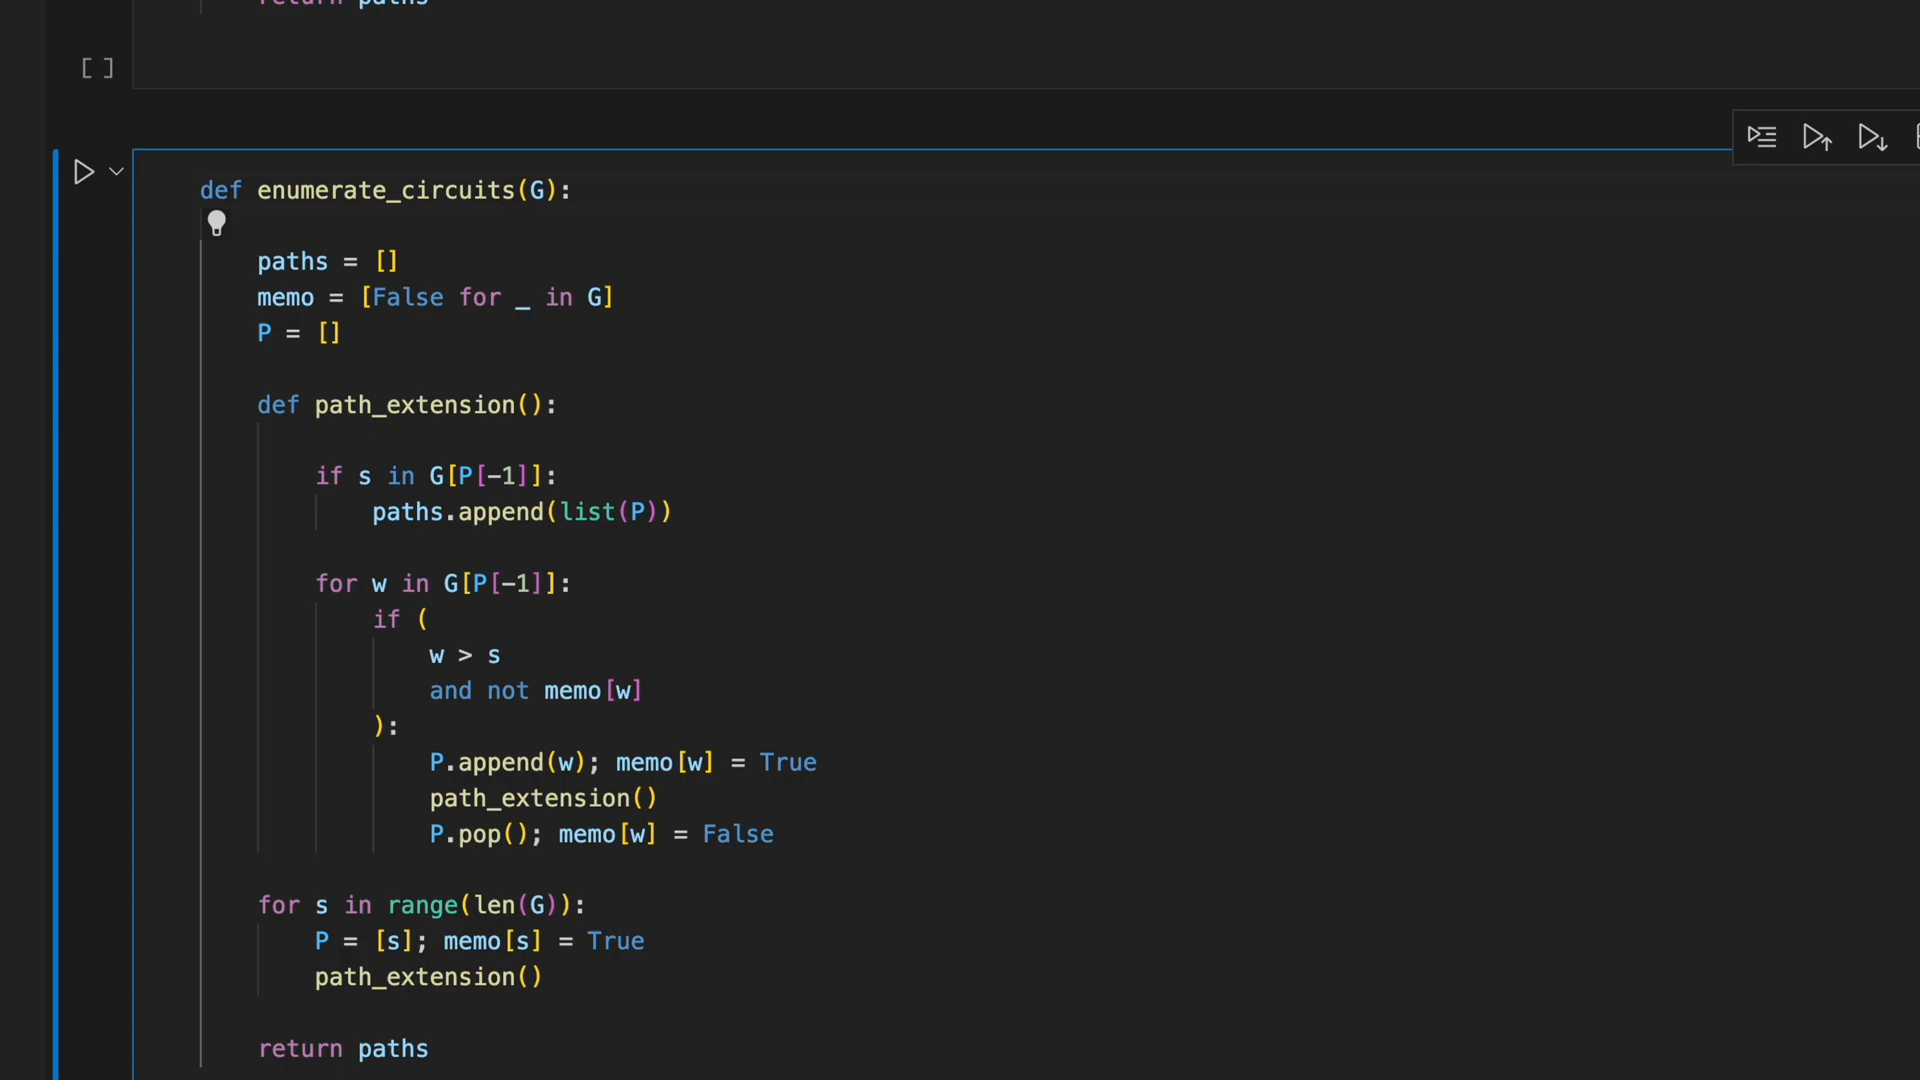 return paths
[ ]
def enumerate_circuits(G):
paths = []
memo = [False for _ in G]
P = []
def path_extension():
if s in G[P[-1]]:
paths.append(list(P))
for w in G[P[-1]]:
if (
w > s
and not memo[w]
):
P.append(w); memo[w] = True
path_extension()
P.pop(); memo[w] = False
for s in range(len(G)):
P = [s]; memo[s] = True
path_extension()
return paths